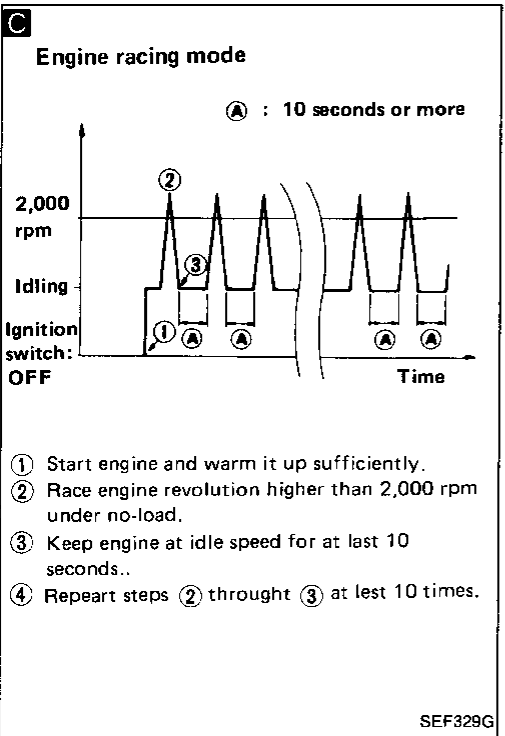 C
Engine racing mode
Ⓐ : 10 seconds or more
②
2,000
rpm
③
Idling
Ignition
switch:
OFF
①
Ⓐ Ⓐ Ⓐ Ⓐ
Time
① Start engine and warm it up sufficiently.
② Race engine revolution higher than 2,000 rpm
under no-load.
③ Keep engine at idle speed for at last 10
seconds..
④ Repeart steps ② throught ③ at lest 10 times.
SEF329G